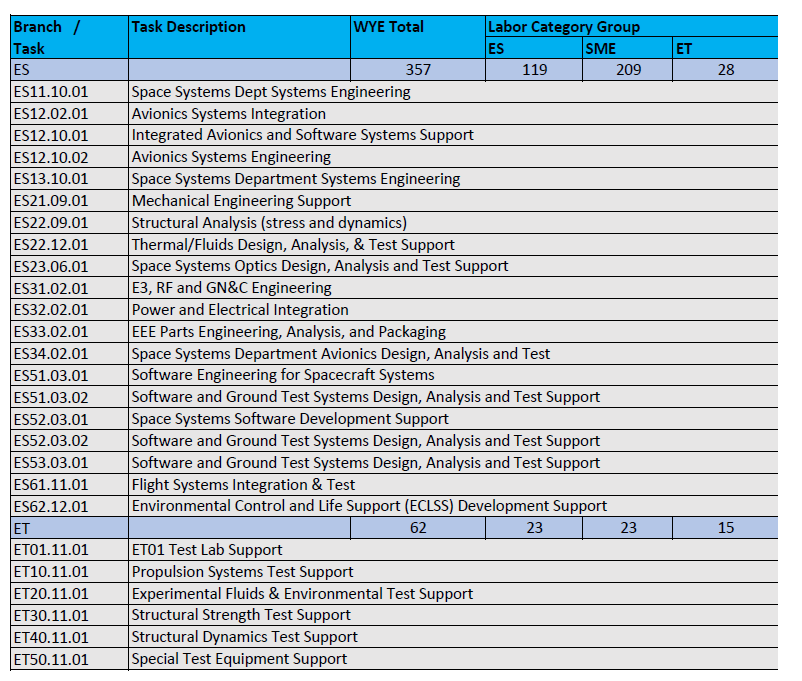 Branch / Task Description WYE Total Labor Category Group
Task ES SME ET
ES 357 119 209 28
ES11.10.01 Space Systems Dept Systems Engineering
ES12.02.01 Avionics Systems Integration
ES12.10.01 Integrated Avionics and Software Systems Support
ES12.10.02 Avionics Systems Engineering
ES13.10.01 Space Systems Department Systems Engineering
ES21.09.01 Mechanical Engineering Support
ES22.09.01 Structural Analysis (stress and dynamics)
ES22.12.01 Thermal/Fluids Design, Analysis, & Test Support
ES23.06.01 Space Systems Optics Design, Analysis and Test Support
ES31.02.01 E3, RF and GN&C Engineering
ES32.02.01 Power and Electrical Integration
ES33.02.01 EEE Parts Engineering, Analysis, and Packaging
ES34.02.01 Space Systems Department Avionics Design, Analysis and Test
ES51.03.01 Software Engineering for Spacecraft Systems
ES51.03.02 Software and Ground Test Systems Design, Analysis and Test Support
ES52.03.01 Space Systems Software Development Support
ES52.03.02 Software and Ground Test Systems Design, Analysis and Test Support
ES53.03.01 Software and Ground Test Systems Design, Analysis and Test Support
ES61.11.01 Flight Systems Integration & Test
ES62.12.01 Environmental Control and Life Support (ECLSS) Development Support
ET 62 23 23 15
ET01.11.01 ET01 Test Lab Support
ET10.11.01 Propulsion Systems Test Support
ET20.11.01 Experimental Fluids & Environmental Test Support
ET30.11.01 Structural Strength Test Support
ET40.11.01 Structural Dynamics Test Support
ET50.11.01 Special Test Equipment Support